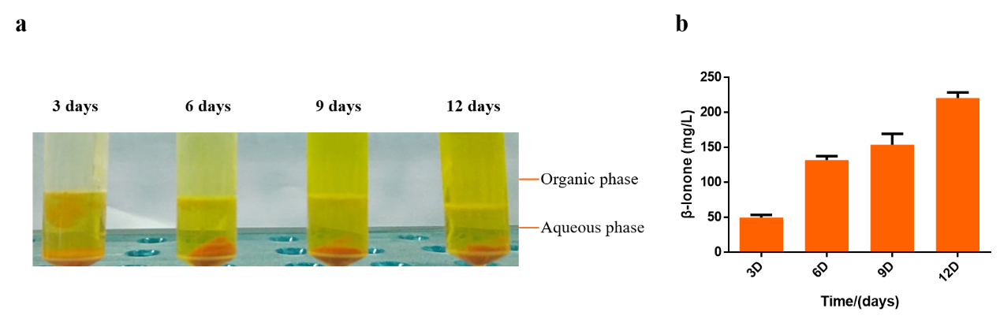 a
3 days 6 days 9 days 12 days
Organic phase
Aqueous phase
b
250
200
150
100
50
0
β-Ionone (mg/L)
3D 6D 9D 12D
Time/(days)